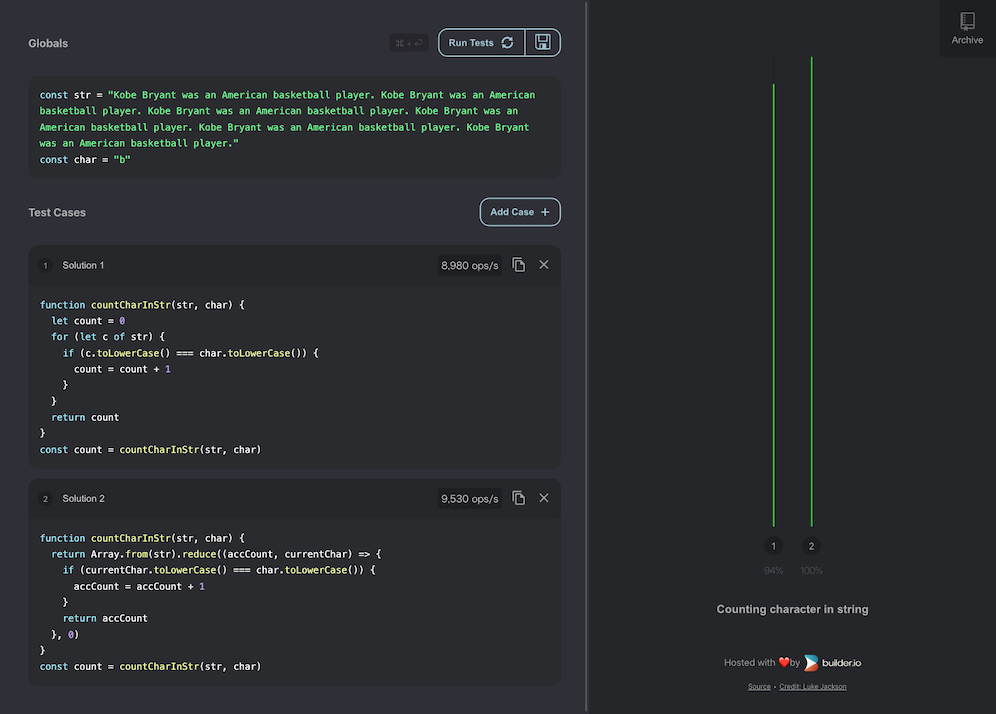 Globals
⌘ + ⏎
Run Tests
Archive
const str = "Kobe Bryant was an American basketball player. Kobe Bryant was an American
basketball player. Kobe Bryant was an American basketball player. Kobe Bryant was an
American basketball player. Kobe Bryant was an American basketball player. Kobe Bryant
was an American basketball player."
const char = "b"
Test Cases
Add Case +
1 Solution 1 8,980 ops/s
function countCharInStr(str, char) {
  let count = 0
  for (let c of str) {
    if (c.toLowerCase() === char.toLowerCase()) {
      count = count + 1
    }
  }
  return count
}
const count = countCharInStr(str, char)
2 Solution 2 9,530 ops/s
function countCharInStr(str, char) {
  return Array.from(str).reduce((accCount, currentChar) => {
    if (currentChar.toLowerCase() === char.toLowerCase()) {
      accCount = accCount + 1
    }
    return accCount
  }, 0)
}
const count = countCharInStr(str, char)
1 2
94% 100%
Counting character in string
Hosted with ❤️by builder.io
Source • Credit: Luke Jackson